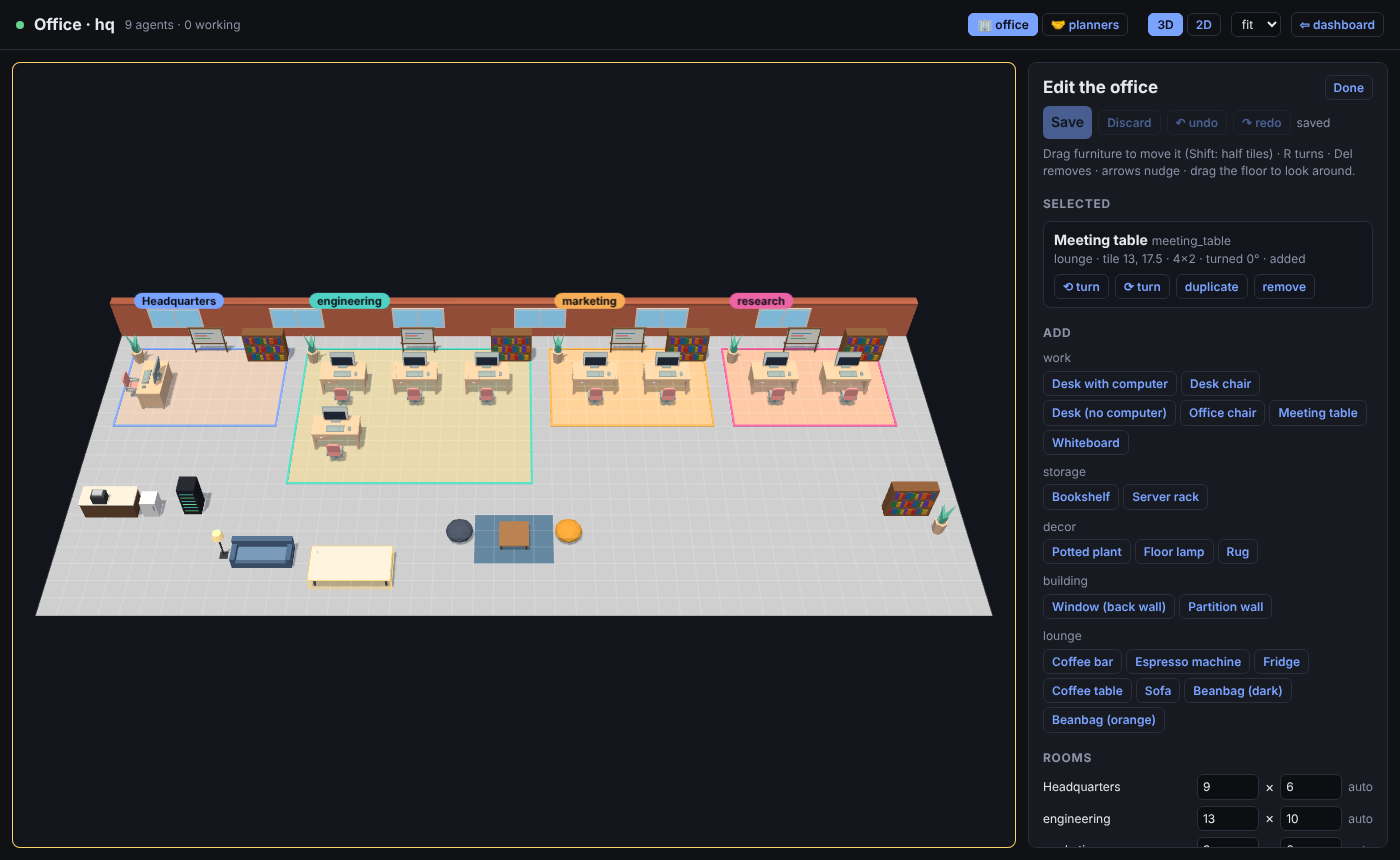 Office · hq 9 agents · 0 working 🏢 office 🤝 planners 3D 2D fit ⇦ dashboard
Edit the office Done
Save Discard ↶ undo ↷ redo saved
Drag furniture to move it (Shift: half tiles) · R turns · Del
removes · arrows nudge · drag the floor to look around.
SELECTED
Meeting table meeting_table
lounge · tile 13, 17.5 · 4×2 · turned 0° · added
⟲ turn ⟳ turn duplicate remove
Headquarters engineering marketing research
ADD
work
Desk with computer Desk chair
Desk (no computer) Office chair Meeting table
Whiteboard
storage
Bookshelf Server rack
decor
Potted plant Floor lamp Rug
building
Window (back wall) Partition wall
lounge
Coffee bar Espresso machine Fridge
Coffee table Sofa Beanbag (dark)
Beanbag (orange)
ROOMS
Headquarters 9 × 6 auto
engineering 13 × 10 auto